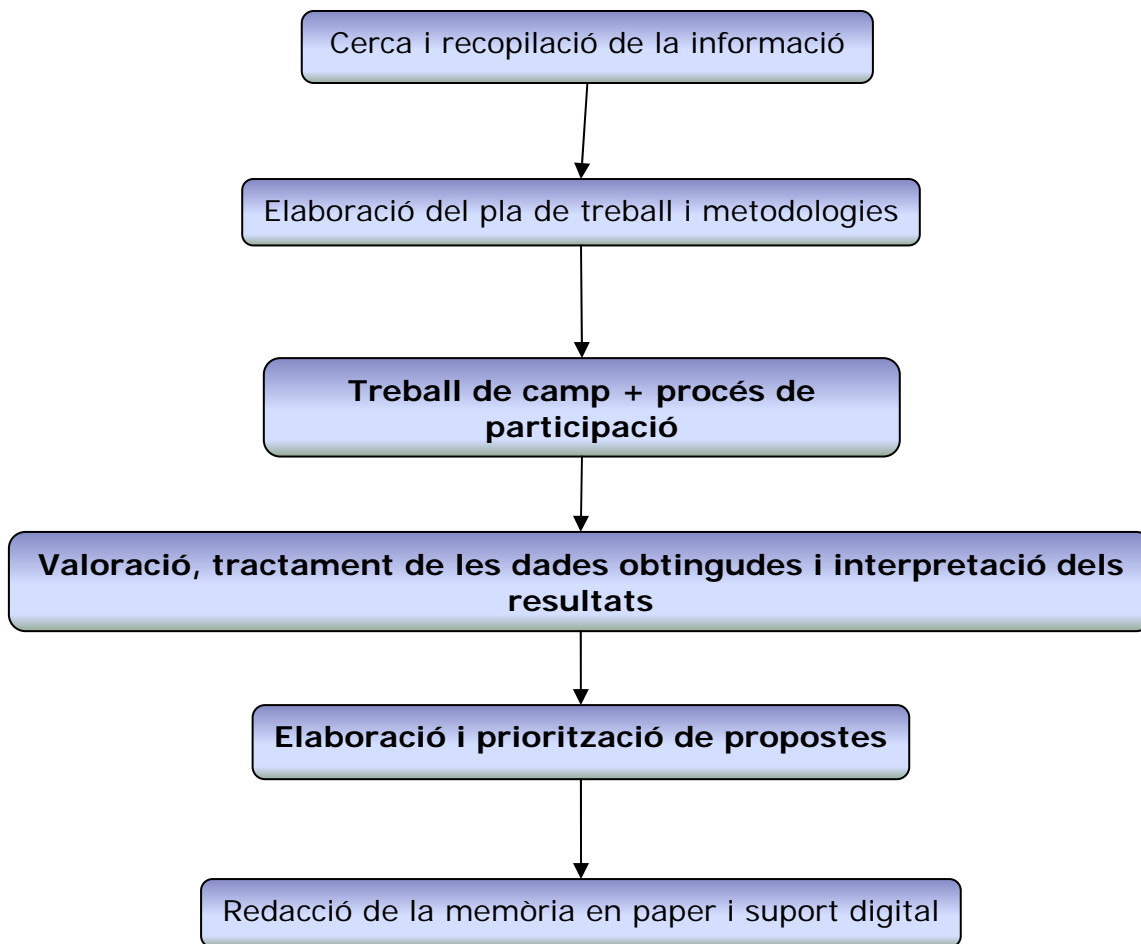 Cerca i recopilació de la informació
Elaboració del pla de treball i metodologies
Treball de camp + procés de
participació
Valoració, tractament de les dades obtingudes i interpretació dels
resultats
Elaboració i priorització de propostes
Redacció de la memòria en paper i suport digital